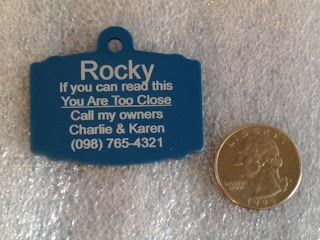 Rocky
If you can read this
You Are Too Close
Call my owners
Charlie & Karen
(098) 765-4321
LIBERTY